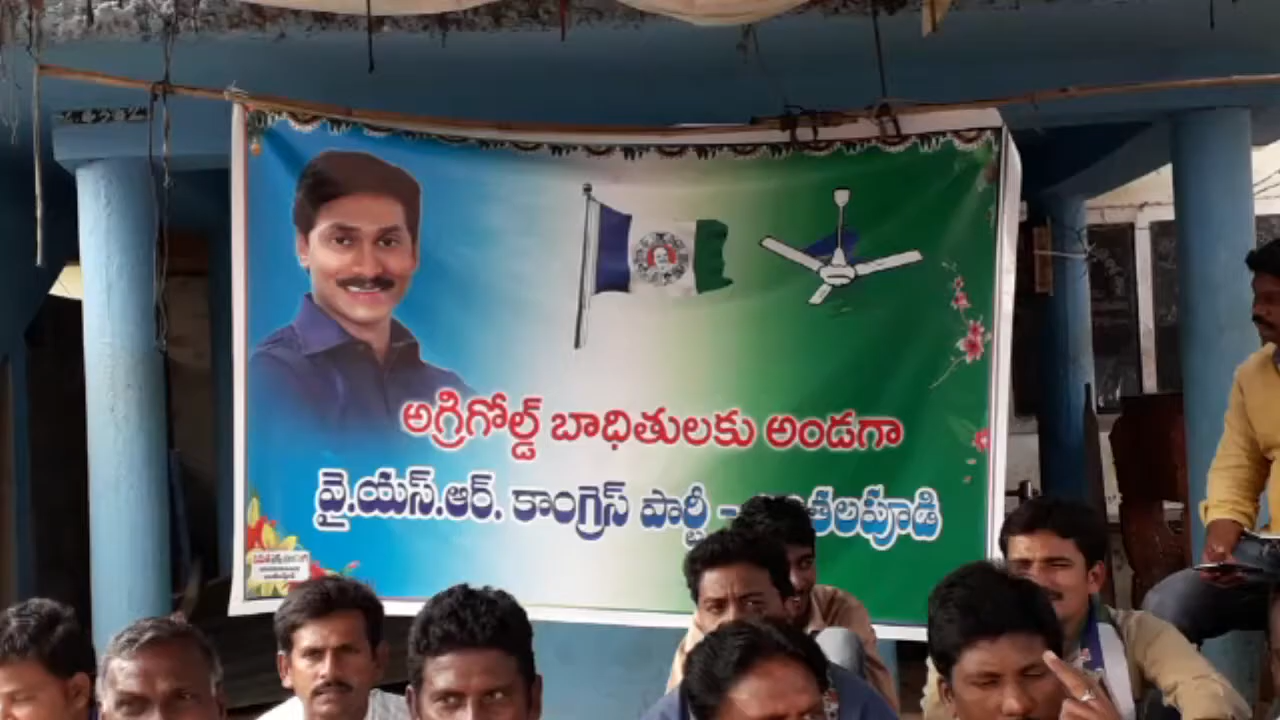 అగ్రిగోల్డ్ బాధితులకు అండగా
వై.యస్.ఆర్. కాంగ్రెస్ పార్టీ -